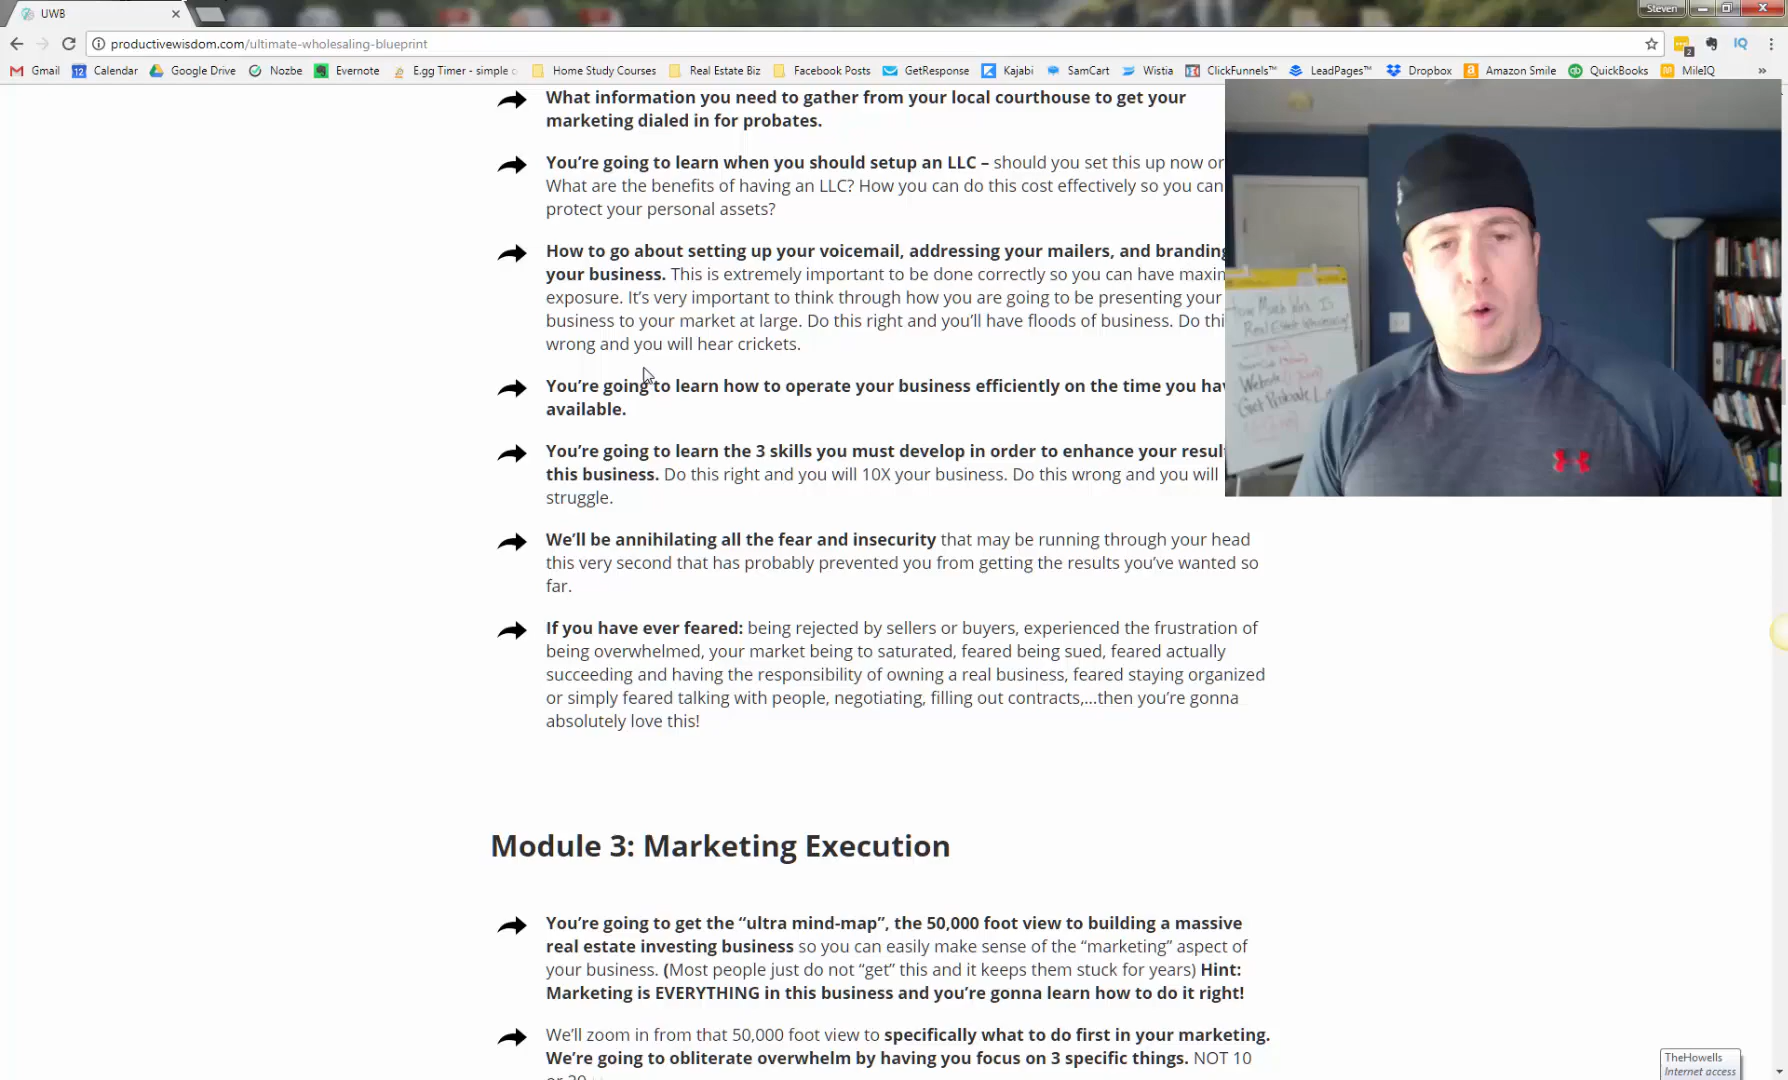 UWB
Steven
productivewisdom.com/ultimate-wholesaling-blueprint
2
Gmail
12
Calendar
Google Drive
Nozbe
Evernote
E.gg Timer - simple c
Home Study Courses
Real Estate Biz
Facebook Posts
GetResponse
Kajabi
SamCart
Wistia
ClickFunnels™
LeadPages™
Dropbox
Amazon Smile
QuickBooks
MileIQ
»
What information you need to gather from your local courthouse to get your
marketing dialed in for probates.
You’re going to learn when you should setup an LLC – should you set this up now or
What are the benefits of having an LLC? How you can do this cost effectively so you can
protect your personal assets?
How to go about setting up your voicemail, addressing your mailers, and branding
your business. This is extremely important to be done correctly so you can have maxim
exposure. It’s very important to think through how you are going to be presenting your
business to your market at large. Do this right and you’ll have floods of business. Do thi
wrong and you will hear crickets.
You’re going to learn how to operate your business efficiently on the time you hav
available.
You’re going to learn the 3 skills you must develop in order to enhance your result
this business. Do this right and you will 10X your business. Do this wrong and you will
struggle.
We’ll be annihilating all the fear and insecurity that may be running through your head
this very second that has probably prevented you from getting the results you’ve wanted so
far.
If you have ever feared: being rejected by sellers or buyers, experienced the frustration of
being overwhelmed, your market being to saturated, feared being sued, feared actually
succeeding and having the responsibility of owning a real business, feared staying organized
or simply feared talking with people, negotiating, filling out contracts,...then you’re gonna
absolutely love this!
Module 3: Marketing Execution
You’re going to get the “ultra mind-map”, the 50,000 foot view to building a massive
real estate investing business so you can easily make sense of the “marketing” aspect of
your business. (Most people just do not “get” this and it keeps them stuck for years) Hint:
Marketing is EVERYTHING in this business and you’re gonna learn how to do it right!
We’ll zoom in from that 50,000 foot view to specifically what to do first in your marketing.
We’re going to obliterate overwhelm by having you focus on 3 specific things. NOT 10
Much Work Is
Real Estate Wholesaling
Website
Get Probate L
TheHowells
Internet access